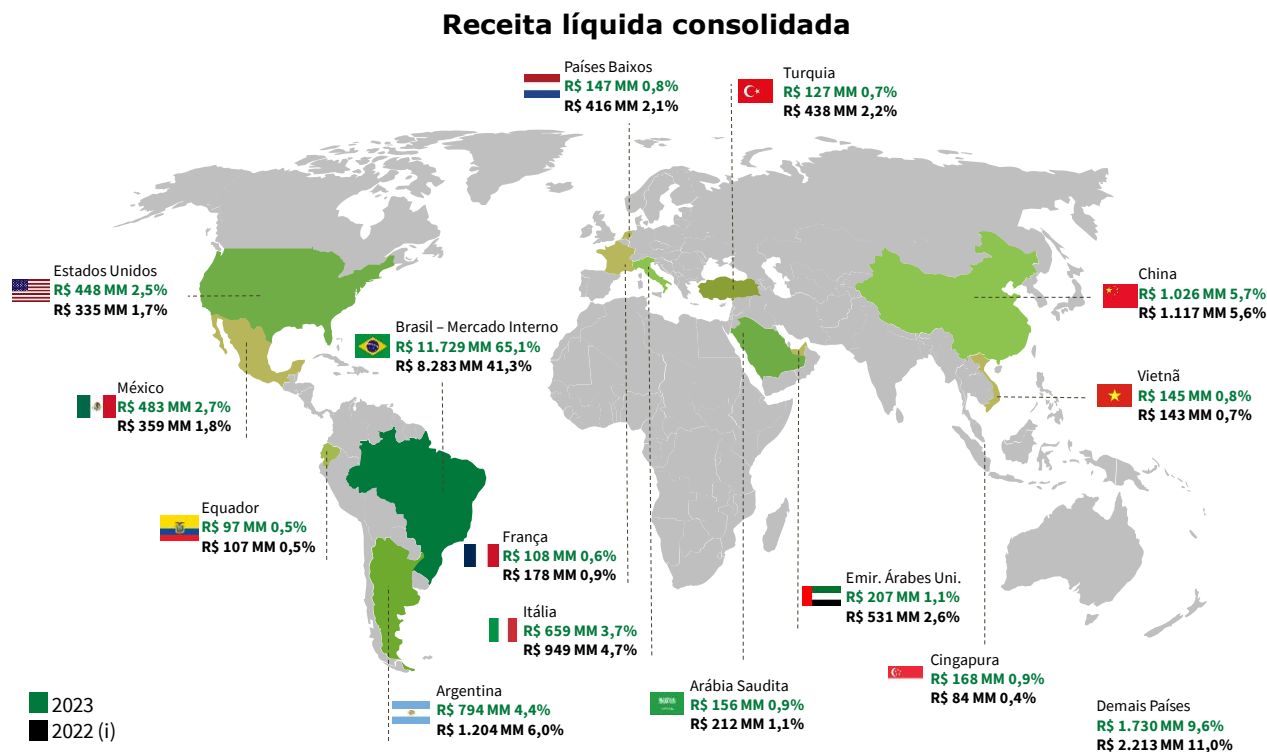 Receita líquida consolidada
Países Baixos
R$ 147 MM 0,8%
R$ 416 MM 2,1%
Turquia
R$ 127 MM 0,7%
R$ 438 MM 2,2%
Estados Unidos
R$ 448 MM 2,5%
R$ 335 MM 1,7%
China
R$ 1.026 MM 5,7%
R$ 1.117 MM 5,6%
Brasil – Mercado Interno
R$ 11.729 MM 65,1%
R$ 8.283 MM 41,3%
México
R$ 483 MM 2,7%
R$ 359 MM 1,8%
Vietnã
R$ 145 MM 0,8%
R$ 143 MM 0,7%
Equador
R$ 97 MM 0,5%
R$ 107 MM 0,5%
França
R$ 108 MM 0,6%
R$ 178 MM 0,9%
Emir. Árabes Uni.
R$ 207 MM 1,1%
R$ 531 MM 2,6%
Itália
R$ 659 MM 3,7%
R$ 949 MM 4,7%
Cingapura
R$ 168 MM 0,9%
R$ 84 MM 0,4%
Arábia Saudita
R$ 156 MM 0,9%
R$ 212 MM 1,1%
Argentina
R$ 794 MM 4,4%
R$ 1.204 MM 6,0%
Demais Países
R$ 1.730 MM 9,6%
R$ 2.213 MM 11,0%
2023
2022 (i)